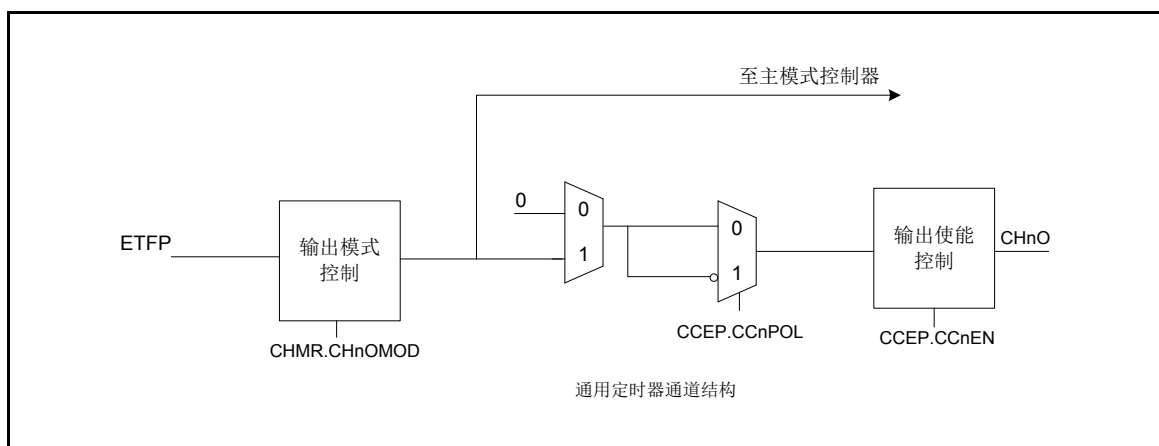 至主模式控制器
0
0
1
0
1
ETFP
输出模式
控制
输出使能
控制
CHnO
CHMR.CHnOMOD
CCEP.CCnPOL
CCEP.CCnEN
通用定时器通道结构